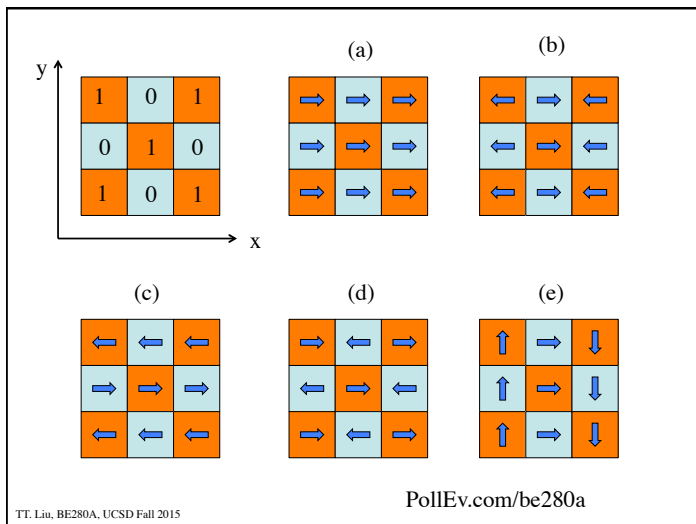 (a)
(b)
y
1 0 1
0 1 0
1 0 1
x
(c)
(d)
(e)
PollEv.com/be280a
TT. Liu, BE280A, UCSD Fall 2015